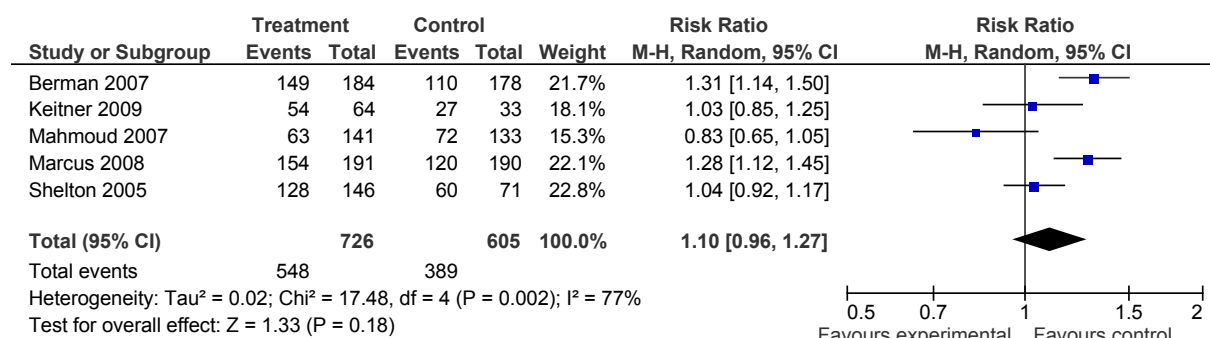 Treatment Control Risk Ratio Risk Ratio
Study or Subgroup Events Total Events Total Weight M-H, Random, 95% CI M-H, Random, 95% CI
Berman 2007 149 184 110 178 21.7% 1.31 [1.14, 1.50]
Keitner 2009 54 64 27 33 18.1% 1.03 [0.85, 1.25]
Mahmoud 2007 63 141 72 133 15.3% 0.83 [0.65, 1.05]
Marcus 2008 154 191 120 190 22.1% 1.28 [1.12, 1.45]
Shelton 2005 128 146 60 71 22.8% 1.04 [0.92, 1.17]
Total (95% CI) 726 605 100.0% 1.10 [0.96, 1.27]
Total events 548 389
Heterogeneity: Tau² = 0.02; Chi² = 17.48, df = 4 (P = 0.002); I² = 77%
Test for overall effect: Z = 1.33 (P = 0.18)
0.5 0.7 1 1.5 2
Favours experimental Favours control